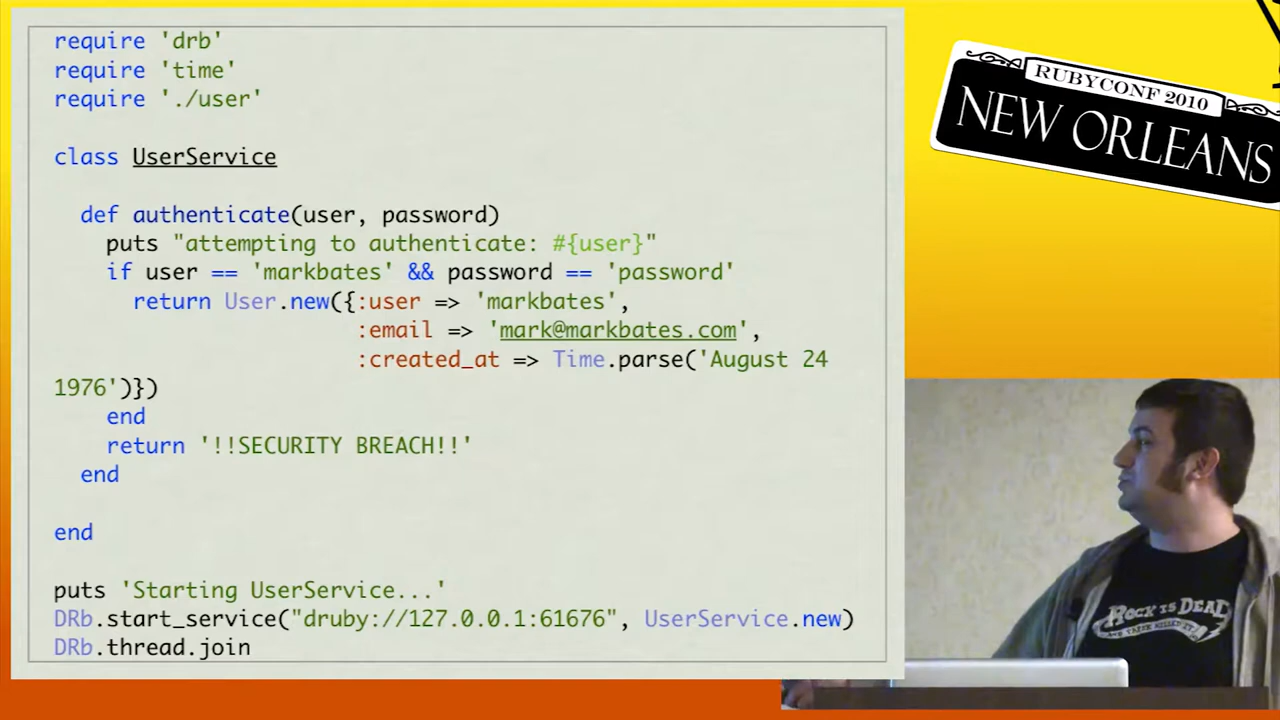 require 'drb'
require 'time'
require './user'
class UserService
def authenticate(user, password)
puts "attempting to authenticate: #{user}"
if user == 'markbates' && password == 'password'
return User.new({:user => 'markbates',
:email => 'mark@markbates.com',
:created_at => Time.parse('August 24
1976')})
end
return '!!SECURITY BREACH!!'
end
end
puts 'Starting UserService...'
DRb.start_service("druby://127.0.0.1:61676", UserService.new)
DRb.thread.join
RUBYCONF 2010
NEW ORLEANS
ROCK IS DEAD